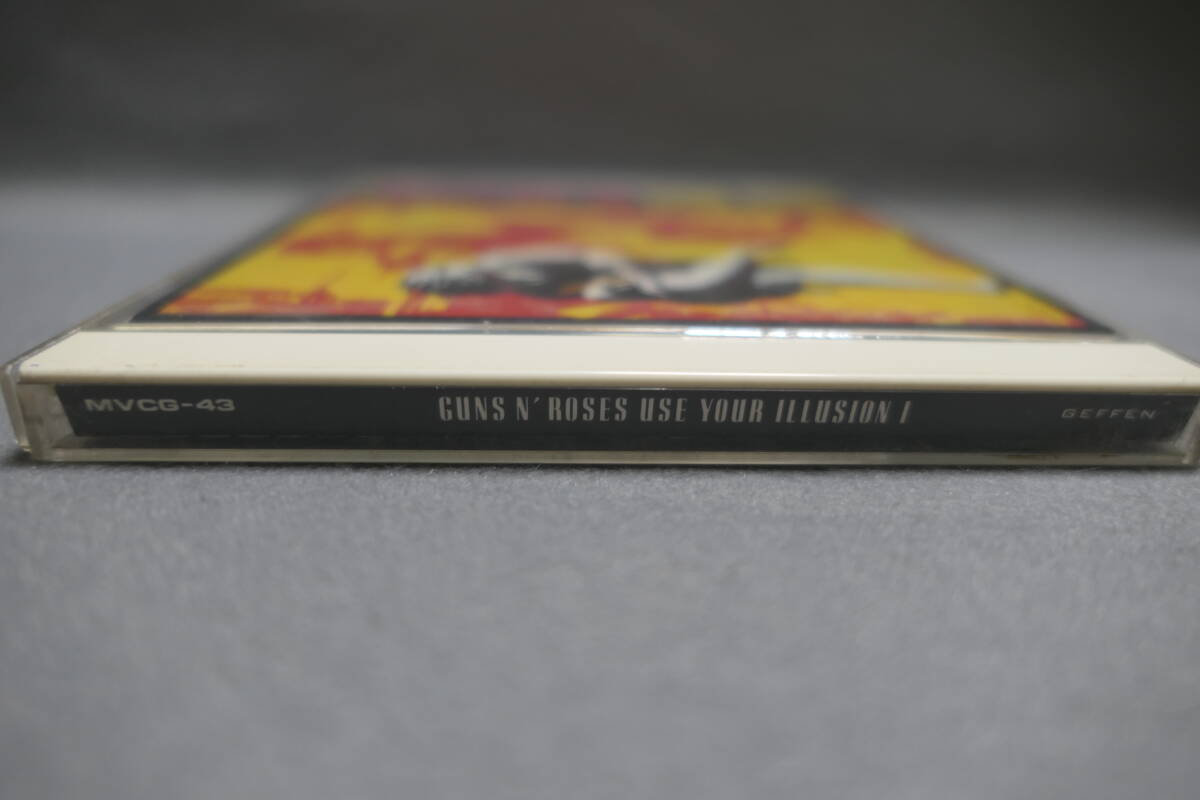 MVCG-43 GUNS N' ROSES USE YOUR ILLUSION I GEFFEN